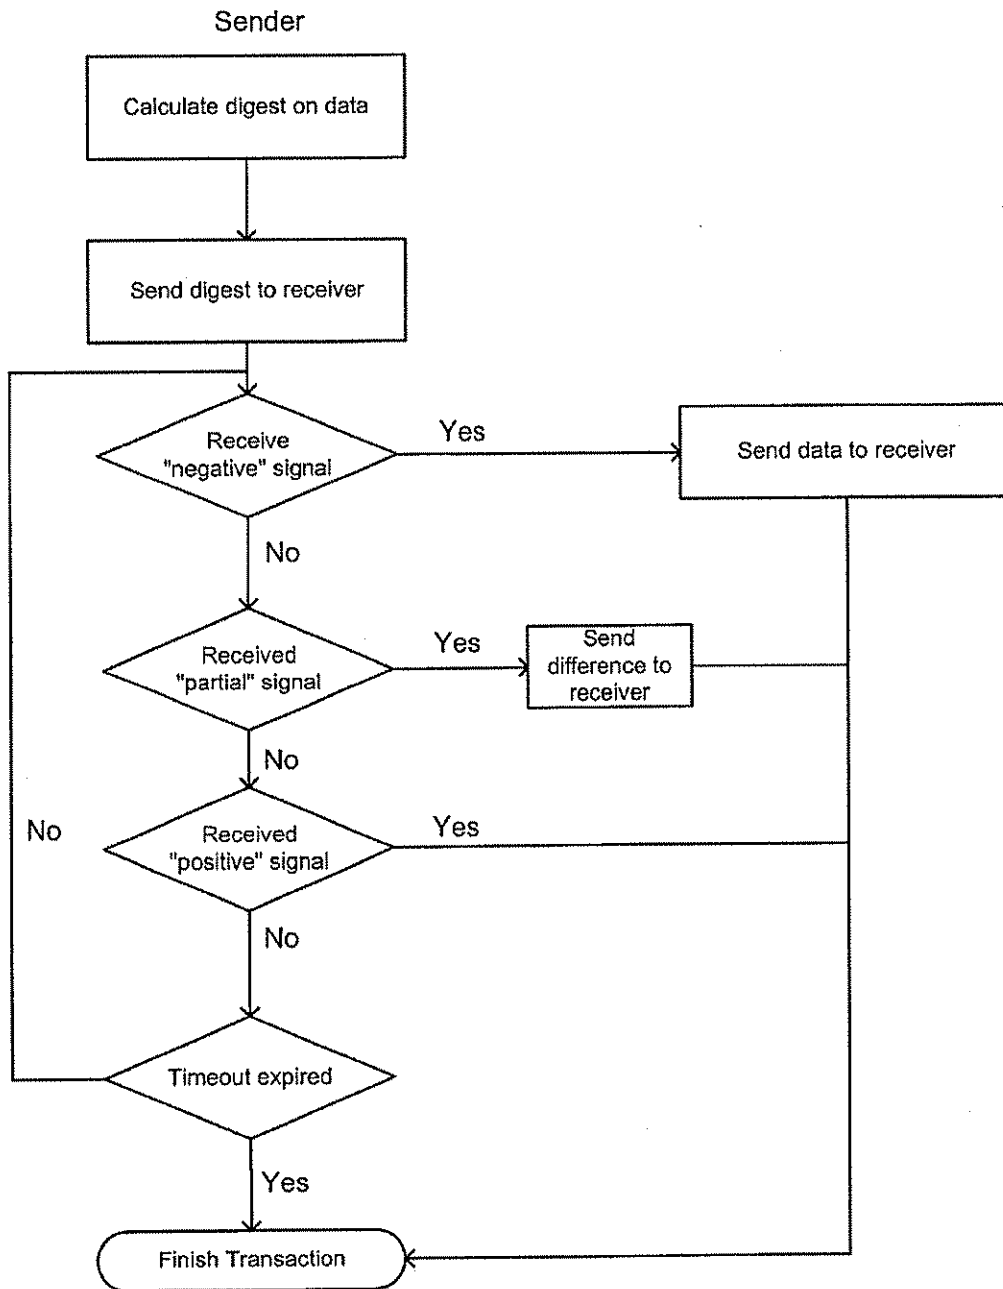 Sender
Calculate digest on data
Send digest to receiver
Receive
"negative" signal
Yes
Send data to receiver
No
Received
"partial" signal
Yes
Send
difference to
receiver
No
Received
"positive" signal
Yes
No
No
Timeout expired
Yes
Finish Transaction